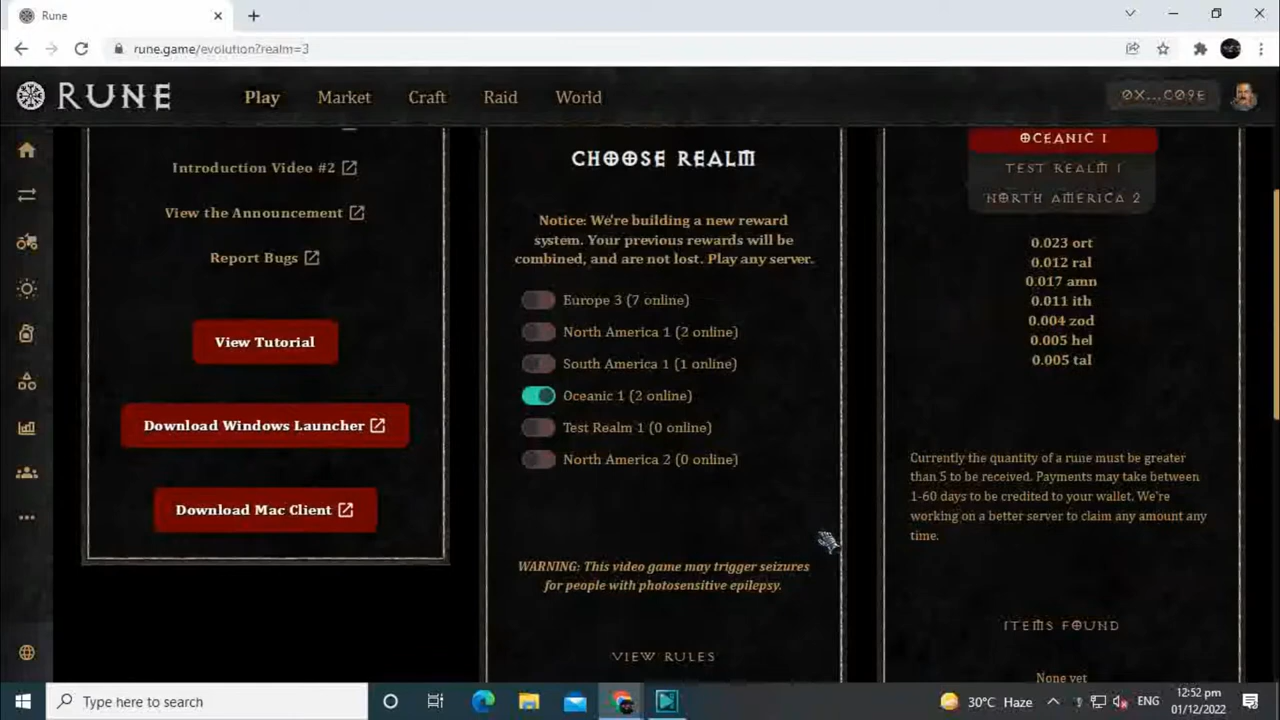 Rune
rune.game/evolution?realm=3
RUNE
Play
Market
Craft
Raid
World
0X...C09E
Introduction Video #2
View the Announcement
Report Bugs
View Tutorial
Download Windows Launcher
Download Mac Client
CHOOSE REALM
Notice: We're building a new reward
system. Your previous rewards will be
combined, and are not lost. Play any server.
Europe 3 (7 online)
North America 1 (2 online)
South America 1 (1 online)
Oceanic 1 (2 online)
Test Realm 1 (0 online)
North America 2 (0 online)
WARNING: This video game may trigger seizures
for people with photosensitive epilepsy.
VIEW RULES
OCEANIC 1
TEST REALM 1
NORTH AMERICA 2
0.023 ort
0.012 ral
0.017 amn
0.011 ith
0.004 zod
0.005 hel
0.005 tal
Currently the quantity of a rune must be greater
than 5 to be received. Payments may take between
1-60 days to be credited to your wallet. We're
working on a better server to claim any amount any
time.
ITEMS FOUND
None yet
Type here to search
30°C Haze
ENG
12:52 pm
01/12/2022